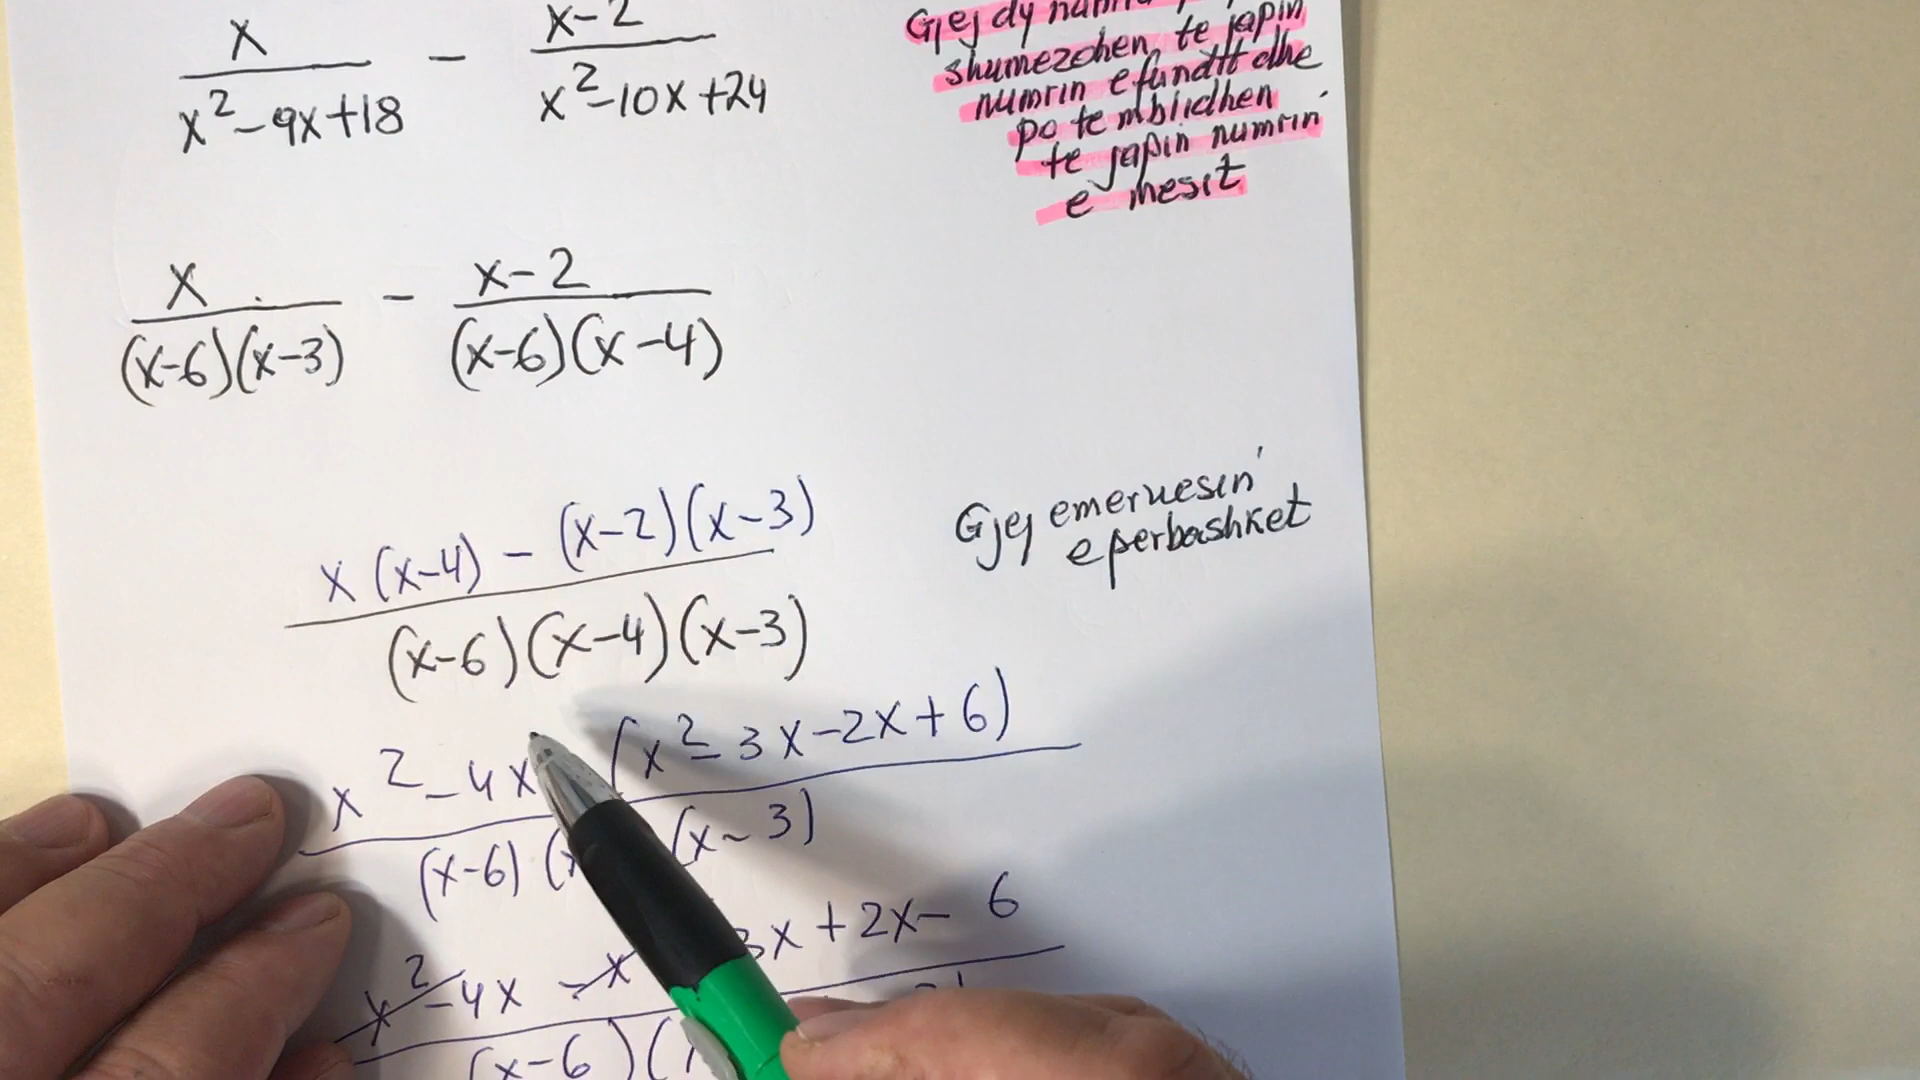 x / (x²-9x+18) - (x-2) / (x²-10x+24)
Gjej dy
shumezohen te japin
numrin e fundit dhe
po te mblidhen
te japin numrin
e mesit
x / (x-6)(x-3) - (x-2) / (x-6)(x-4)
x(x-4) - (x-2)(x-3)
(x-6)(x-4)(x-3)
Gjej emeruesin
e perbashket
x²-4x (x²-3x-2x+6)
(x-6) (x-3)
x²-4x - x 3x+2x-6
(x-6)(